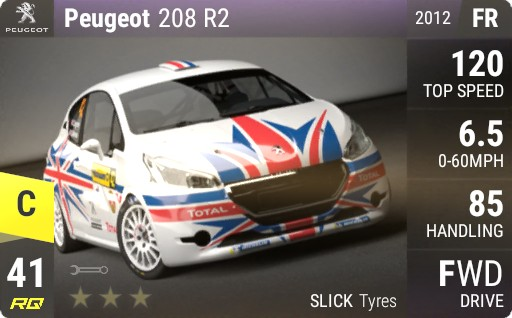 PEUGEOT
Peugeot 208 R2
2012 FR
120
TOP SPEED
6.5
0-60MPH
85
HANDLING
FWD
DRIVE
C
41
RQ
SLICK Tyres
TOTAL
TOTAL